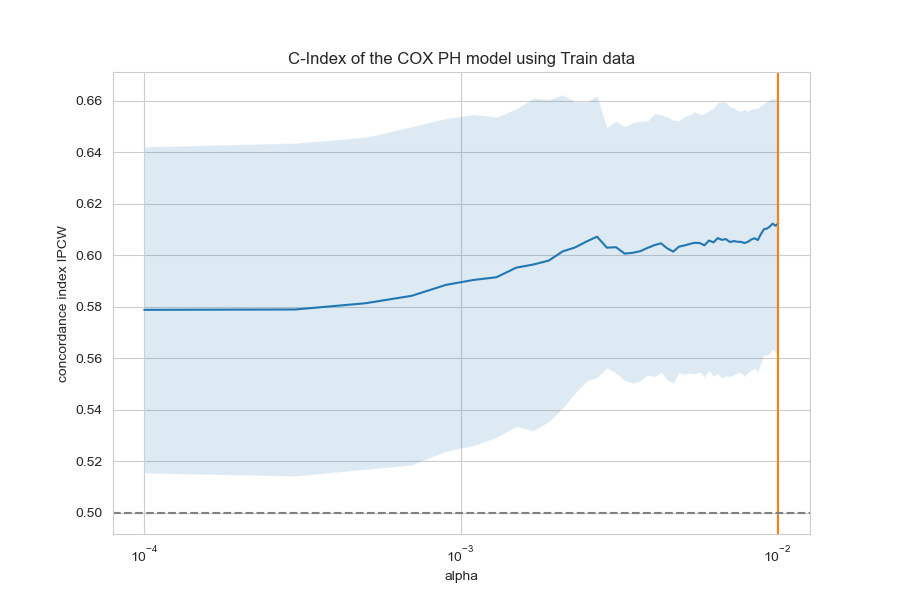 C-Index of the COX PH model using Train data
concordance index IPCW
0.66
0.64
0.62
0.60
0.58
0.56
0.54
0.52
0.50
10⁻⁴ 10⁻³ 10⁻²
alpha